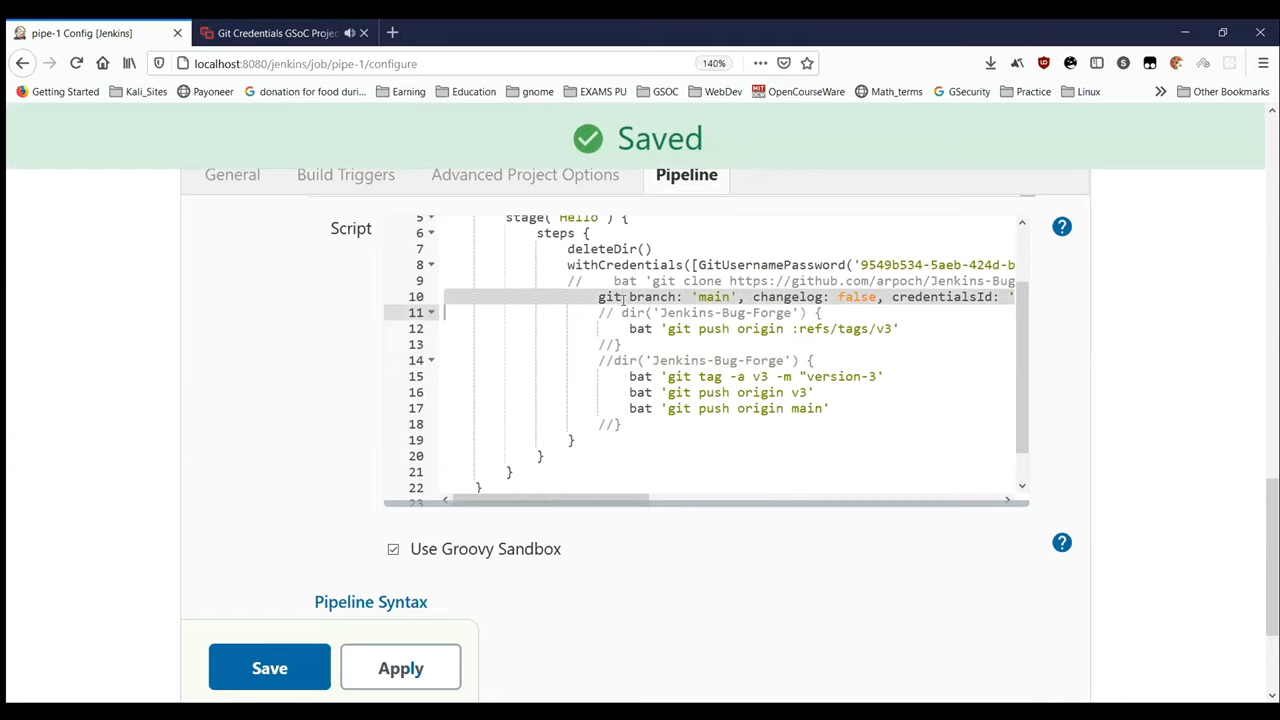 pipe-1 Config [Jenkins]
Git Credentials GSoC Projec
localhost:8080/jenkins/job/pipe-1/configure
140%
Getting Started
Kali_Sites
Payoneer
donation for food duri...
Earning
Education
gnome
EXAMS PU
GSOC
WebDev
OpenCourseWare
Math_terms
GSecurity
Practice
Linux
Other Bookmarks
Saved
General
Build Triggers
Advanced Project Options
Pipeline
Script
5 stage('Hello') {
6 steps {
7 deleteDir()
8 withCredentials([GitUsernamePassword('9549b534-5aeb-424d-b
9 // bat 'git clone https://github.com/arpoch/Jenkins-Bug
10 git branch: 'main', changelog: false, credentialsId: '
11 // dir('Jenkins-Bug-Forge') {
12 bat 'git push origin :refs/tags/v3'
13 //}
14 //dir('Jenkins-Bug-Forge') {
15 bat 'git tag -a v3 -m "version-3'
16 bat 'git push origin v3'
17 bat 'git push origin main'
18 //}
19 }
20 }
21 }
22 }
23
Use Groovy Sandbox
Pipeline Syntax
Save
Apply